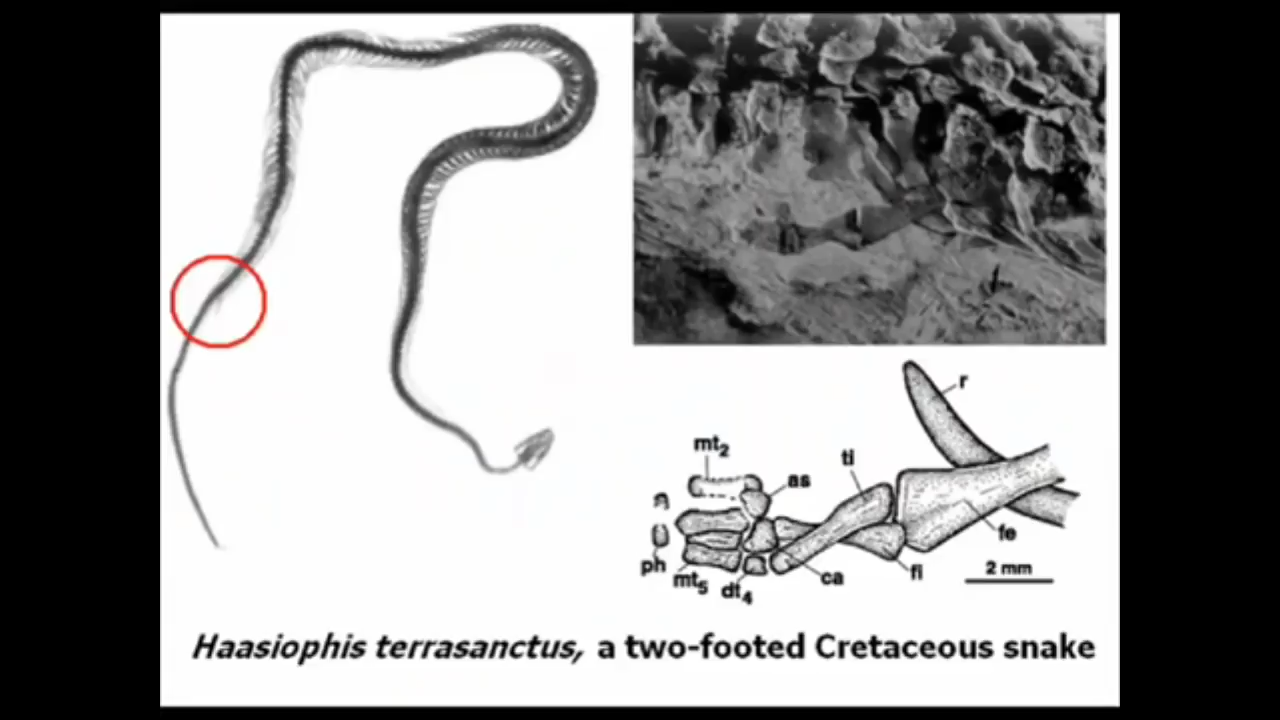 r
mt2
ti
as
fe
ph
mt5
dt4
ca
fi
2 mm
Haasiophis terrasanctus, a two-footed Cretaceous snake